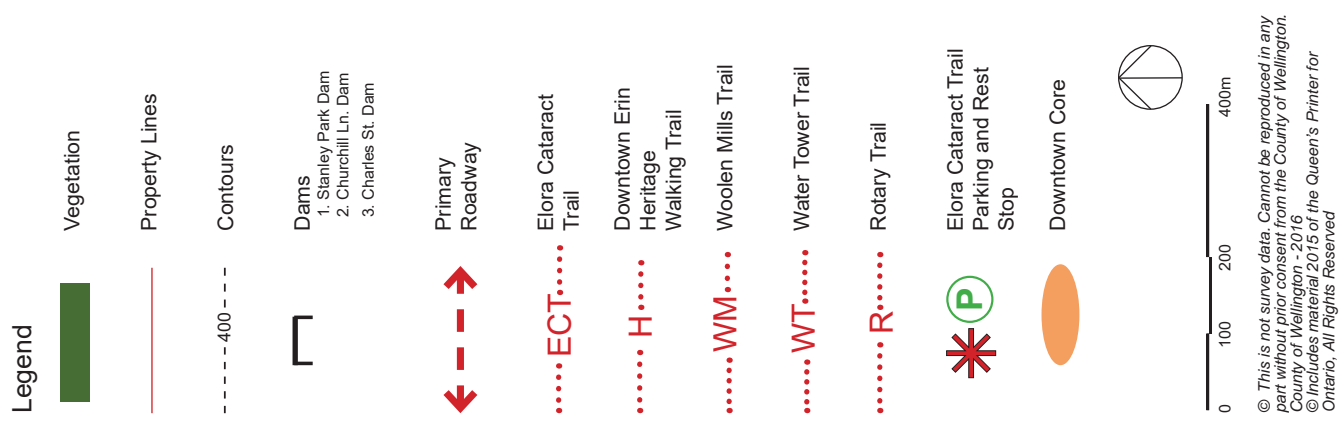 Legend
Vegetation
Property Lines
400
Contours
Dams
1. Stanley Park Dam
2. Churchill Ln. Dam
3. Charles St. Dam
Primary
Roadway
ECT
Elora Cataract
Trail
H
Downtown Erin
Heritage
Walking Trail
WM
Woolen Mills Trail
WT
Water Tower Trail
R
Rotary Trail
P
Elora Cataract Trail
Parking and Rest
Stop
Downtown Core
0
100
200
400m
© This is not survey data. Cannot be reproduced in any
part without prior consent from the County of Wellington.
County of Wellington - 2016
© Includes material 2015 of the Queen's Printer for
Ontario, All Rights Reserved